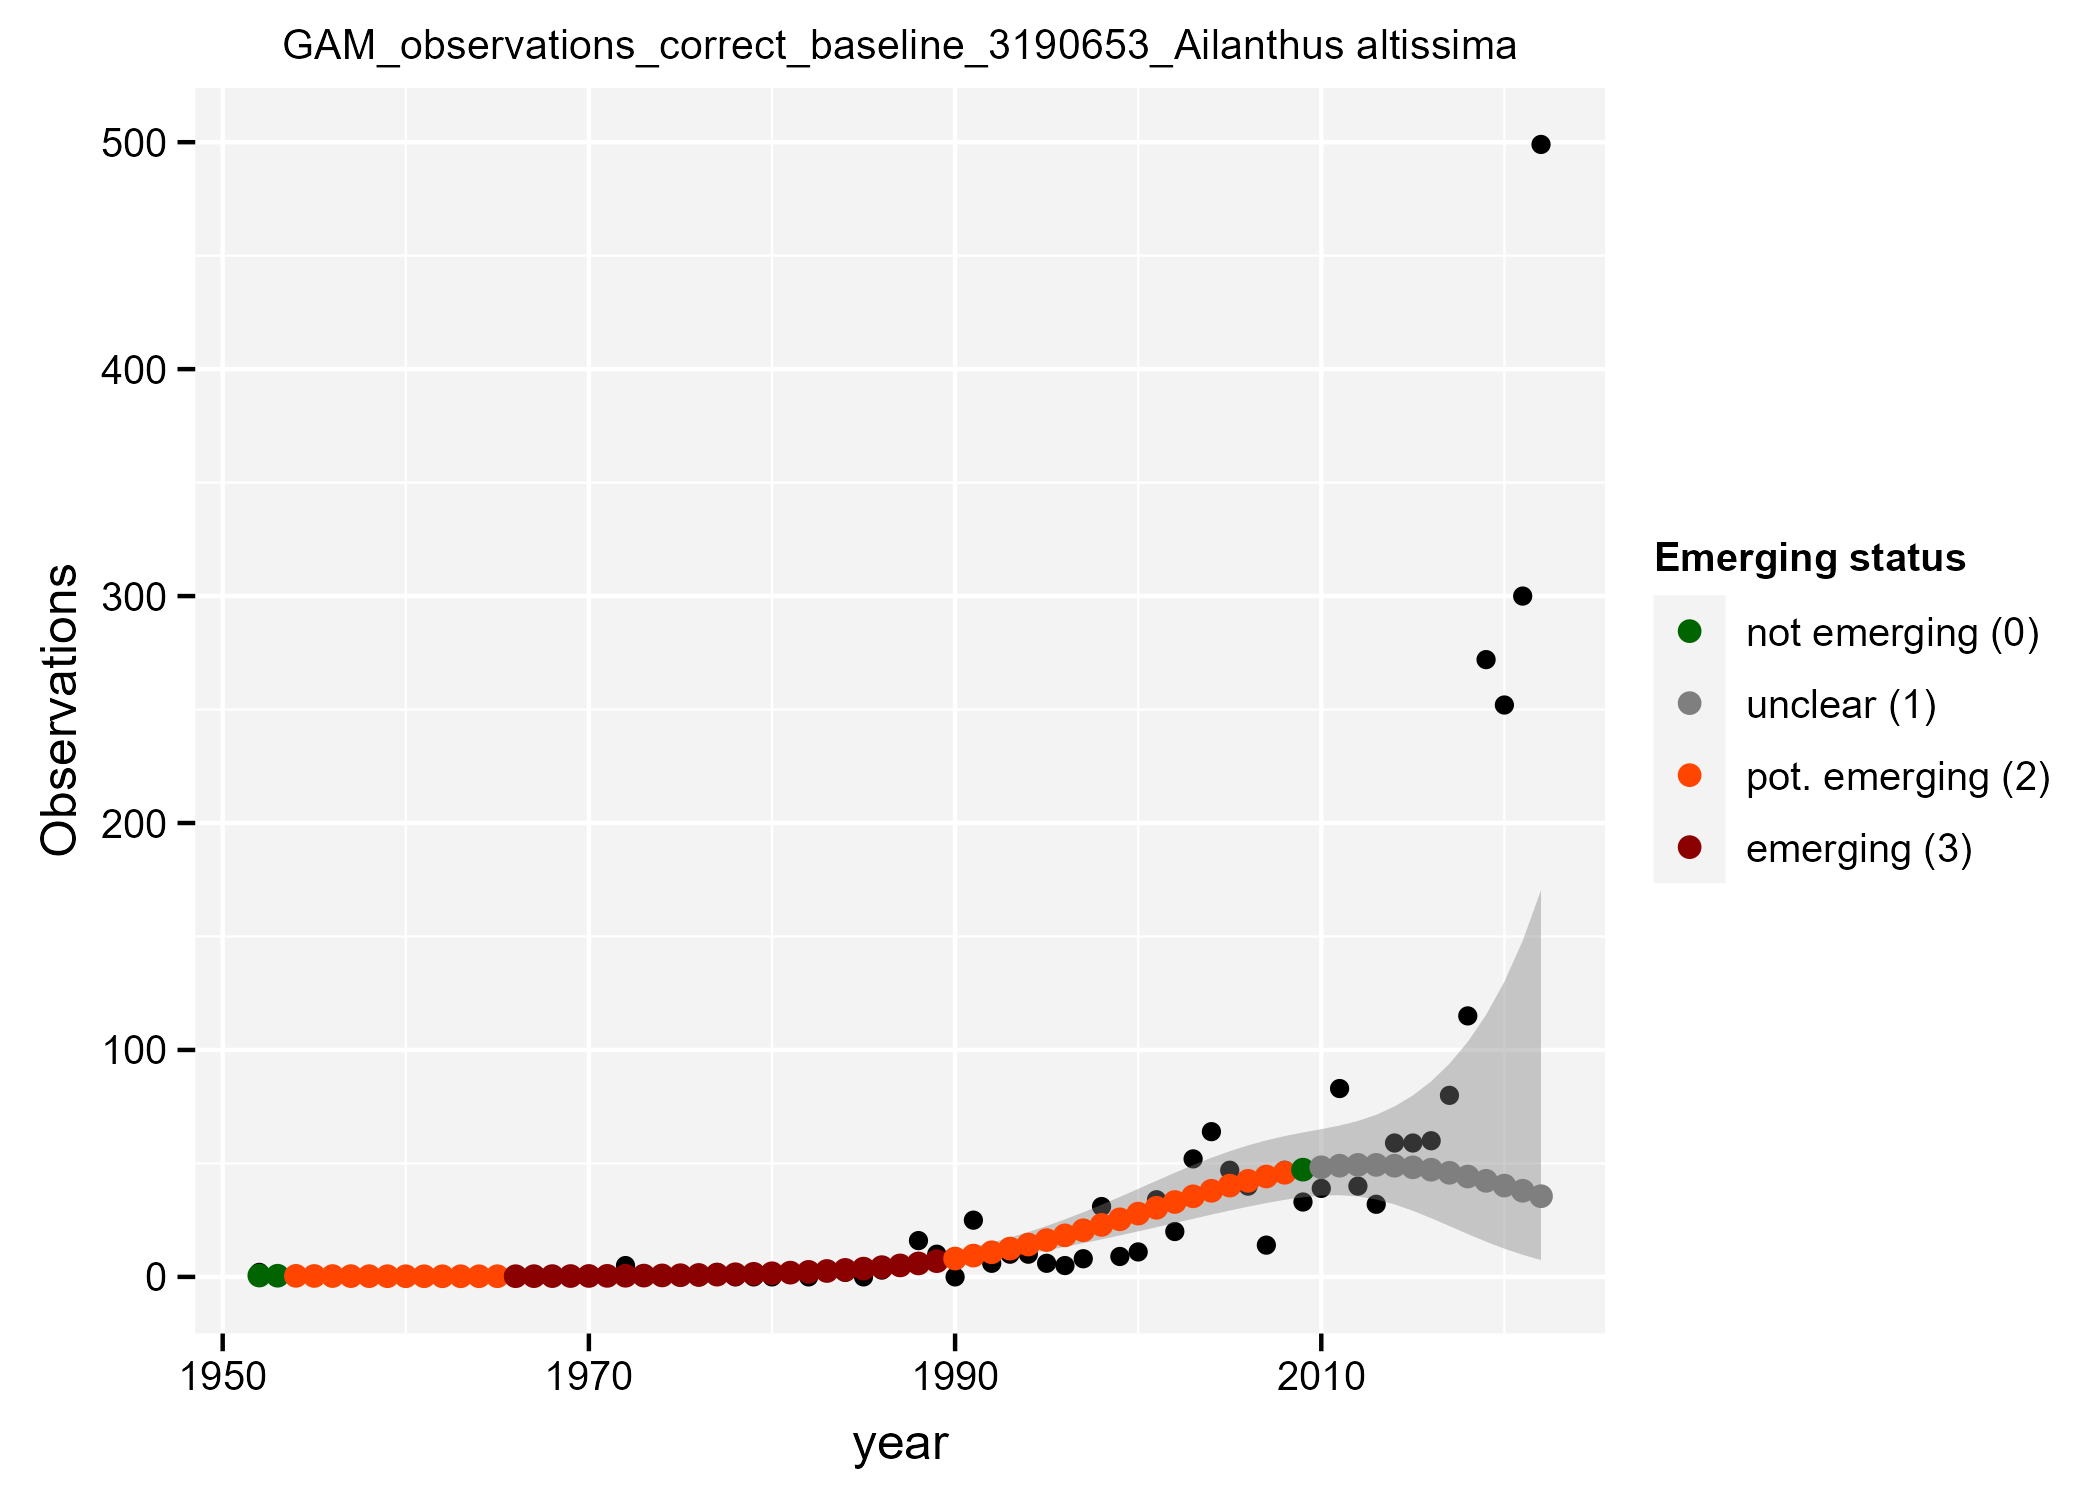 GAM_observations_correct_baseline_3190653_Ailanthus altissima
500
400
300
200
100
0
Observations
1950 1970 1990 2010
year
Emerging status
not emerging (0)
unclear (1)
pot. emerging (2)
emerging (3)